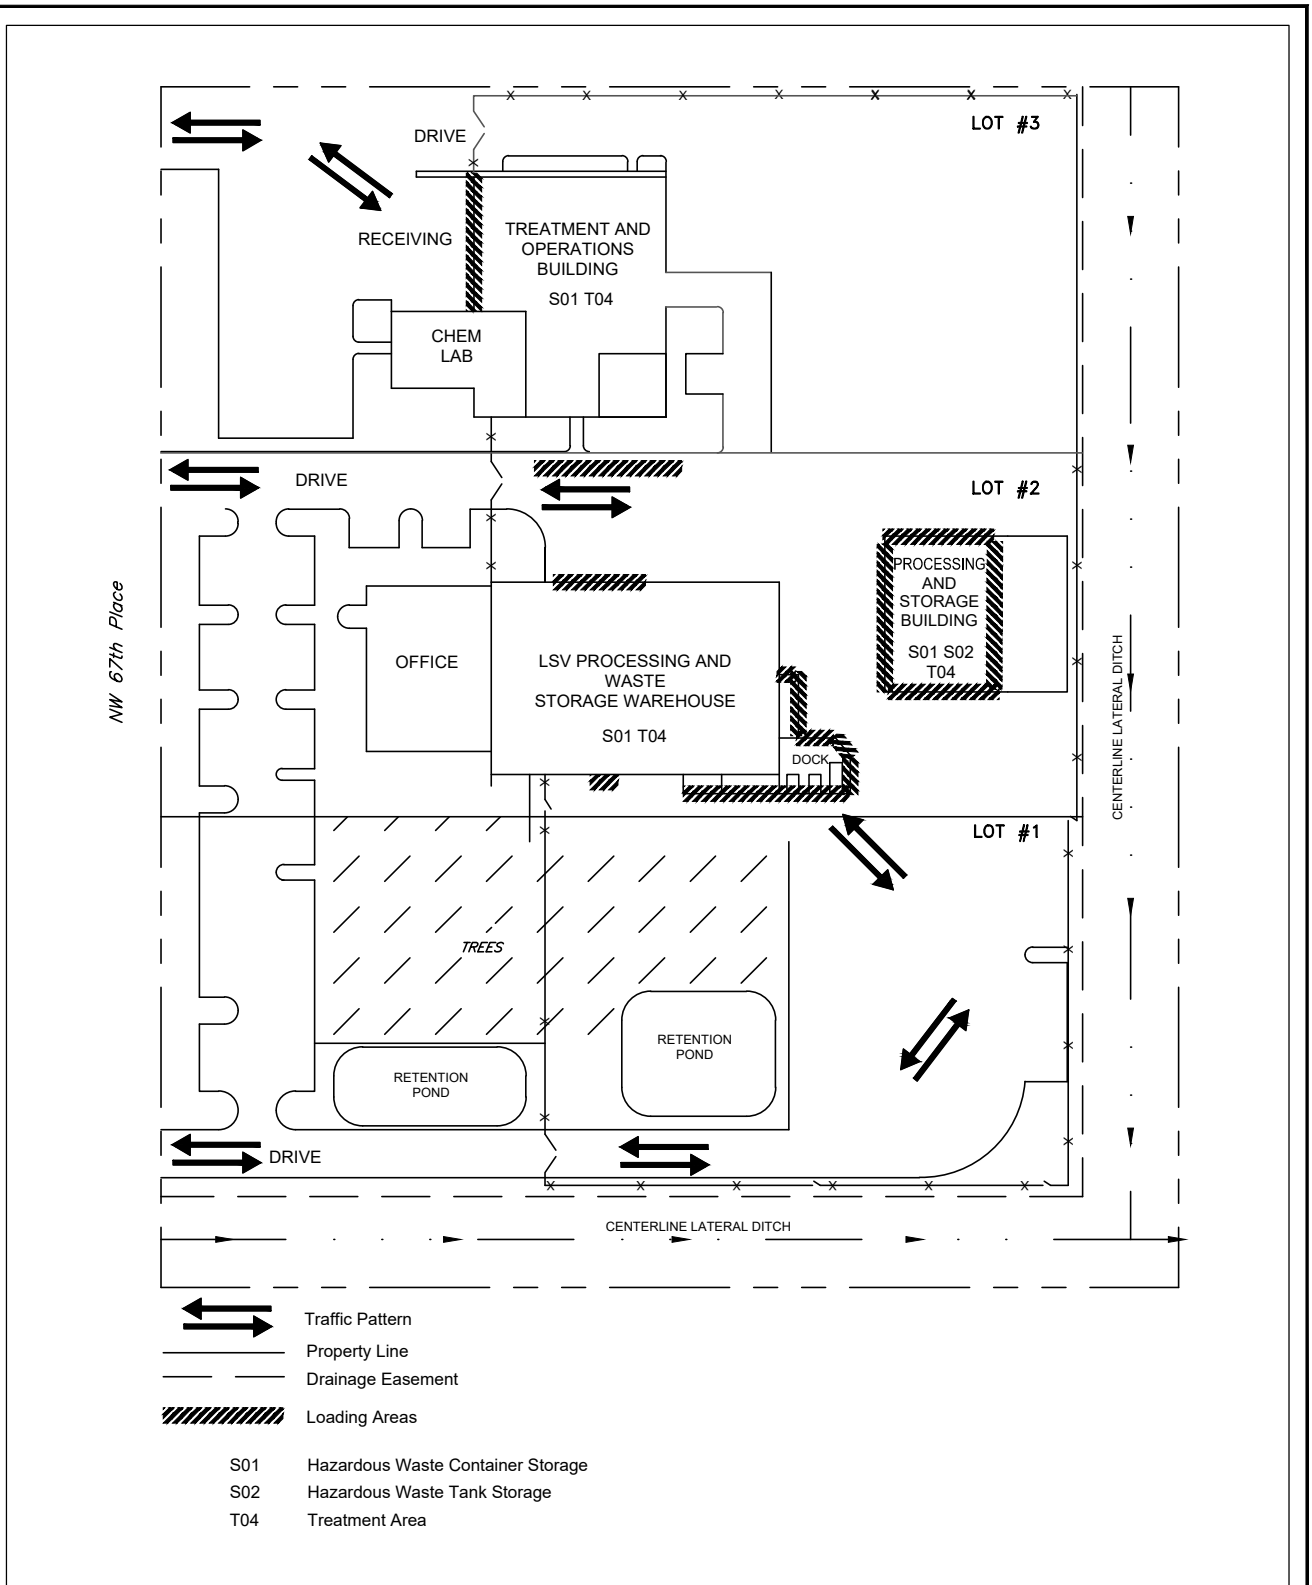 LOT #3
DRIVE
RECEIVING
TREATMENT AND
OPERATIONS
BUILDING
S01 T04
CHEM
LAB
DRIVE
LOT #2
PROCESSING
AND
STORAGE
BUILDING
S01 S02
T04
NW 67th Place
OFFICE
LSV PROCESSING AND
WASTE
STORAGE WAREHOUSE
S01 T04
DOCK
CENTERLINE LATERAL DITCH
LOT #1
TREES
RETENTION
POND
RETENTION
POND
DRIVE
CENTERLINE LATERAL DITCH
Traffic Pattern
Property Line
Drainage Easement
Loading Areas
S01 Hazardous Waste Container Storage
S02 Hazardous Waste Tank Storage
T04 Treatment Area